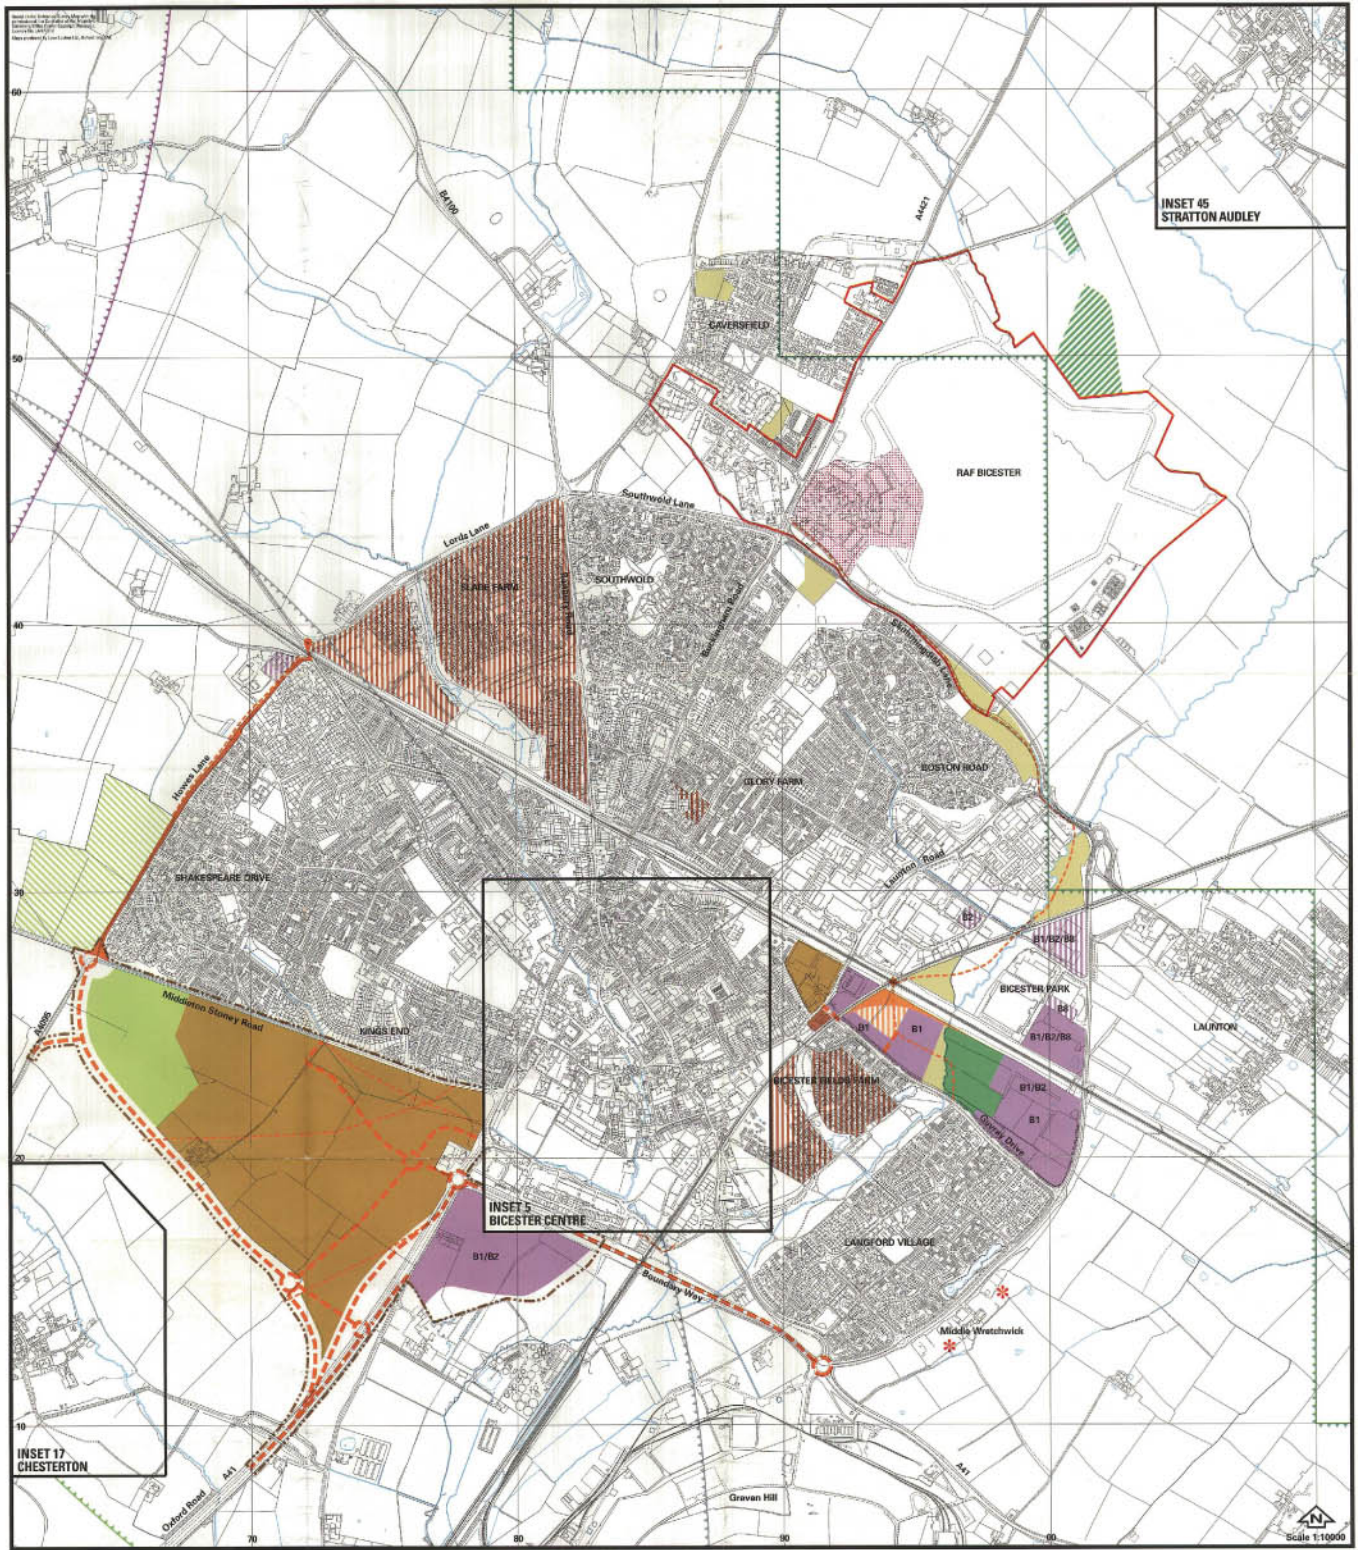 60
B4100
A4421
INSET 45
STRATTON AUDLEY
CAVERSFIELD
50
RAF BICESTER
Southwold Lane
Lords Lane
SLADE FARM
SOUTHWOLD
Buckingham Road
40
Skimmingdish Lane
Howes Lane
GLORY FARM
BOSTON ROAD
Launton Road
SHAKESPEARE DRIVE
30
B2
B1/B2/B8
BICESTER PARK
Middleton Stoney Road
A4095
KINGS END
B8
LAUNTON
B1
B1
B1/B2/B8
BICESTER FIELDS FARM
B1/B2
B1
Gavray Drive
20
INSET 5
BICESTER CENTRE
B1/B2
LANGFORD VILLAGE
Boundary Way
Middle Wretchwick
10
INSET 17
CHESTERTON
A41
Oxford Road
A41
Graven Hill
N
Scale 1:10000
70
80
90
00